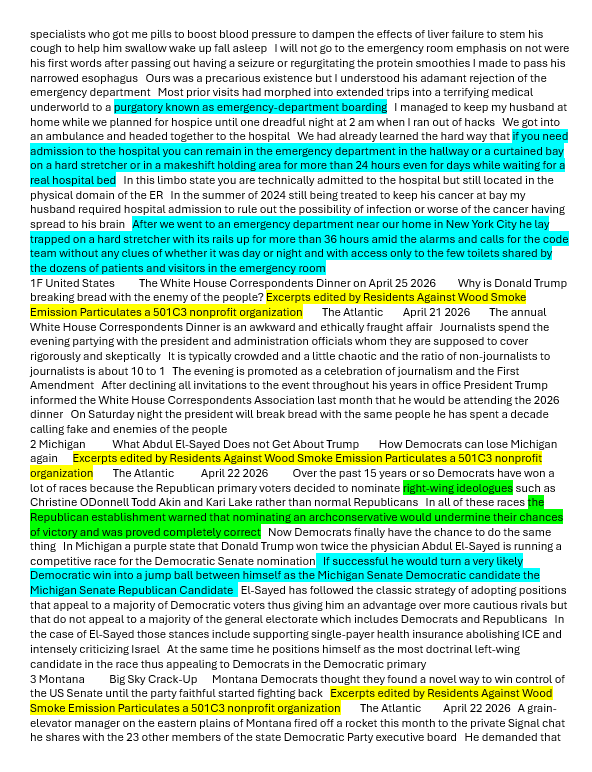 specialists who got me pills to boost blood pressure to dampen the effects of liver failure to stem his
cough to help him swallow wake up fall asleep I will not go to the emergency room emphasis on not were
his first words after passing out having a seizure or regurgitating the protein smoothies I made to pass his
narrowed esophagus Ours was a precarious existence but I understood his adamant rejection of the
emergency department Most prior visits had morphed into extended trips into a terrifying medical
underworld to a purgatory known as emergency-department boarding I managed to keep my husband at
home while we planned for hospice until one dreadful night at 2 am when I ran out of hacks We got into
an ambulance and headed together to the hospital We had already learned the hard way that if you need
admission to the hospital you can remain in the emergency department in the hallway or a curtained bay
on a hard stretcher or in a makeshift holding area for more than 24 hours even for days while waiting for a
real hospital bed In this limbo state you are technically admitted to the hospital but still located in the
physical domain of the ER In the summer of 2024 still being treated to keep his cancer at bay my
husband required hospital admission to rule out the possibility of infection or worse of the cancer having
spread to his brain After we went to an emergency department near our home in New York City he lay
trapped on a hard stretcher with its rails up for more than 36 hours amid the alarms and calls for the code
team without any clues of whether it was day or night and with access only to the few toilets shared by
the dozens of patients and visitors in the emergency room
1F United States The White House Correspondents Dinner on April 25 2026 Why is Donald Trump
breaking bread with the enemy of the people? Excerpts edited by Residents Against Wood Smoke
Emission Particulates a 501C3 nonprofit organization The Atlantic April 21 2026 The annual
White House Correspondents Dinner is an awkward and ethically fraught affair Journalists spend the
evening partying with the president and administration officials whom they are supposed to cover
rigorously and skeptically It is typically crowded and a little chaotic and the ratio of non-journalists to
journalists is about 10 to 1 The evening is promoted as a celebration of journalism and the First
Amendment After declining all invitations to the event throughout his years in office President Trump
informed the White House Correspondents Association last month that he would be attending the 2026
dinner On Saturday night the president will break bread with the same people he has spent a decade
calling fake and enemies of the people
2 Michigan What Abdul El-Sayed Does not Get About Trump How Democrats can lose Michigan
again Excerpts edited by Residents Against Wood Smoke Emission Particulates a 501C3 nonprofit
organization The Atlantic April 22 2026 Over the past 15 years or so Democrats have won a
lot of races because the Republican primary voters decided to nominate right-wing ideologues such as
Christine ODonnell Todd Akin and Kari Lake rather than normal Republicans In all of these races the
Republican establishment warned that nominating an archconservative would undermine their chances
of victory and was proved completely correct Now Democrats finally have the chance to do the same
thing In Michigan a purple state that Donald Trump won twice the physician Abdul El-Sayed is running a
competitive race for the Democratic Senate nomination If successful he would turn a very likely
Democratic win into a jump ball between himself as the Michigan Senate Democratic candidate the
Michigan Senate Republican Candidate El-Sayed has followed the classic strategy of adopting positions
that appeal to a majority of Democratic voters thus giving him an advantage over more cautious rivals but
that do not appeal to a majority of the general electorate which includes Democrats and Republicans In
the case of El-Sayed those stances include supporting single-payer health insurance abolishing ICE and
intensely criticizing Israel At the same time he positions himself as the most doctrinal left-wing
candidate in the race thus appealing to Democrats in the Democratic primary
3 Montana Big Sky Crack-Up Montana Democrats thought they found a novel way to win control of
the US Senate until the party faithful started fighting back Excerpts edited by Residents Against Wood
Smoke Emission Particulates a 501C3 nonprofit organization The Atlantic April 22 2026 A grain-
elevator manager on the eastern plains of Montana fired off a rocket this month to the private Signal chat
he shares with the 23 other members of the state Democratic Party executive board He demanded that